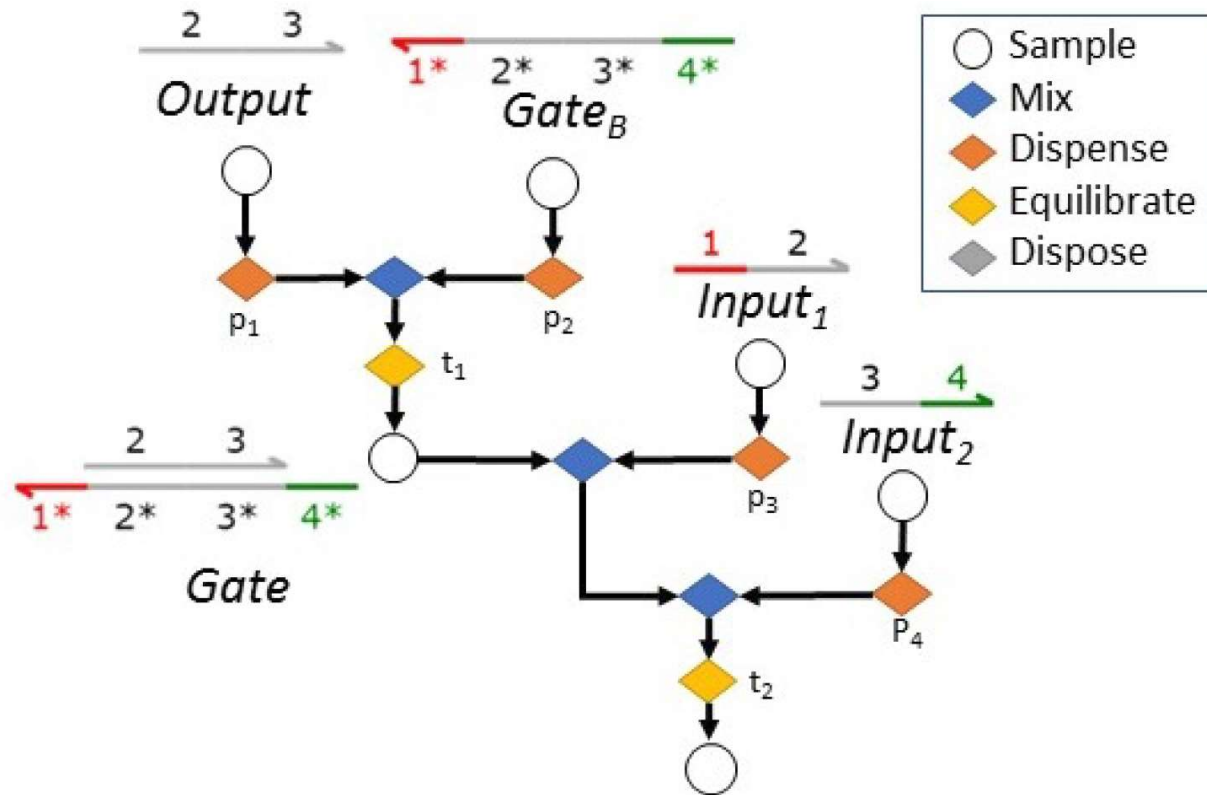 2 3
Output
1* 2* 3* 4*
Gate_B
Sample
Mix
Dispense
Equilibrate
Dispose
p₁
p₂
t₁
1 2
Input₁
3 4
Input₂
p₃
P₄
t₂
2 3
1* 2* 3* 4*
Gate